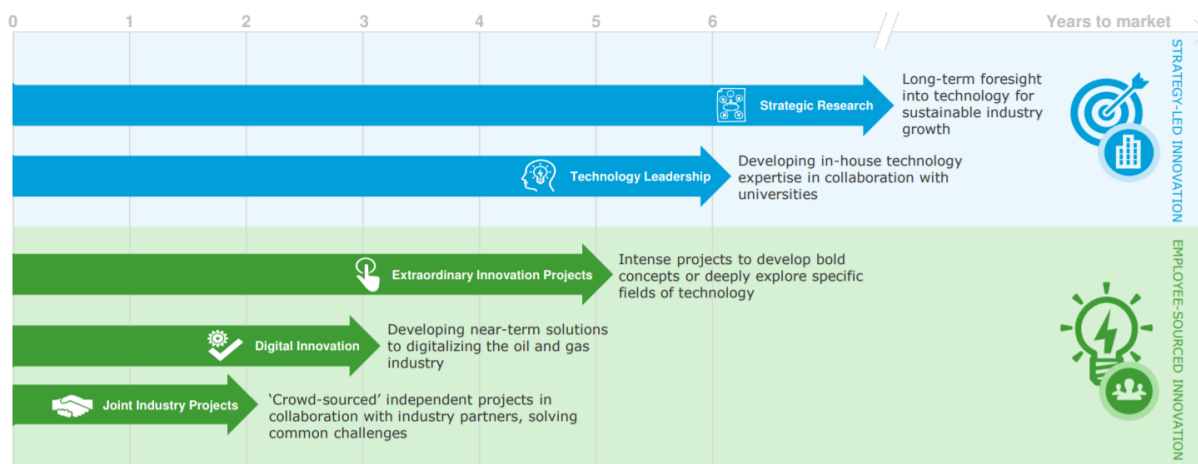 0 1 2 3 4 5 6 Years to market
Strategic Research
Long-term foresight
into technology for
sustainable industry
growth
Technology Leadership
Developing in-house technology
expertise in collaboration with
universities
STRATEGY-LED INNOVATION
Extraordinary Innovation Projects
Intense projects to develop bold
concepts or deeply explore specific
fields of technology
Digital Innovation
Developing near-term solutions
to digitalizing the oil and gas
industry
Joint Industry Projects
‘Crowd-sourced’ independent projects in
collaboration with industry partners, solving
common challenges
EMPLOYEE-SOURCED INNOVATION